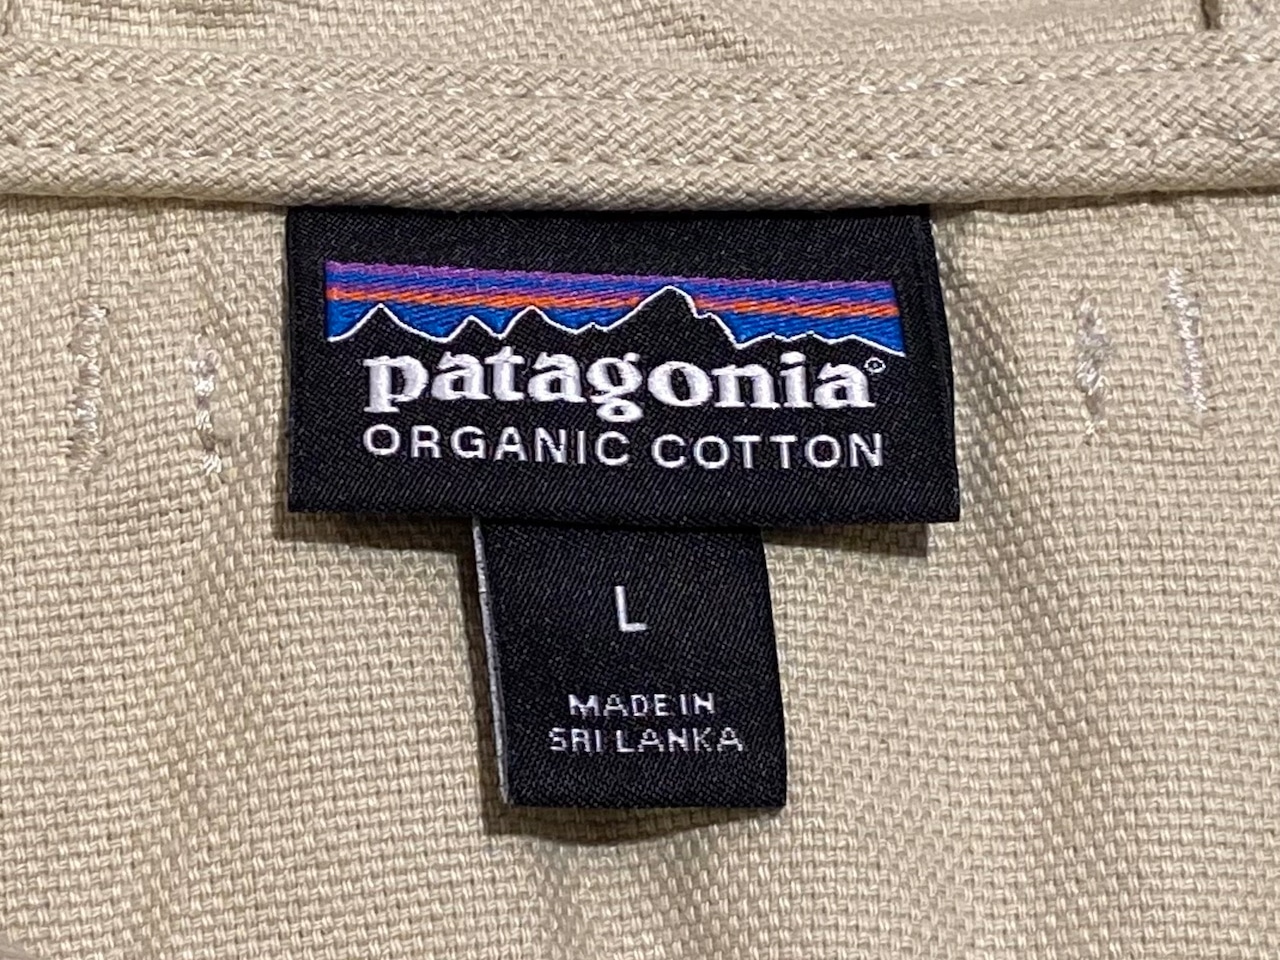 patagonia®
ORGANIC COTTON
L
MADE IN
SRI LANKA